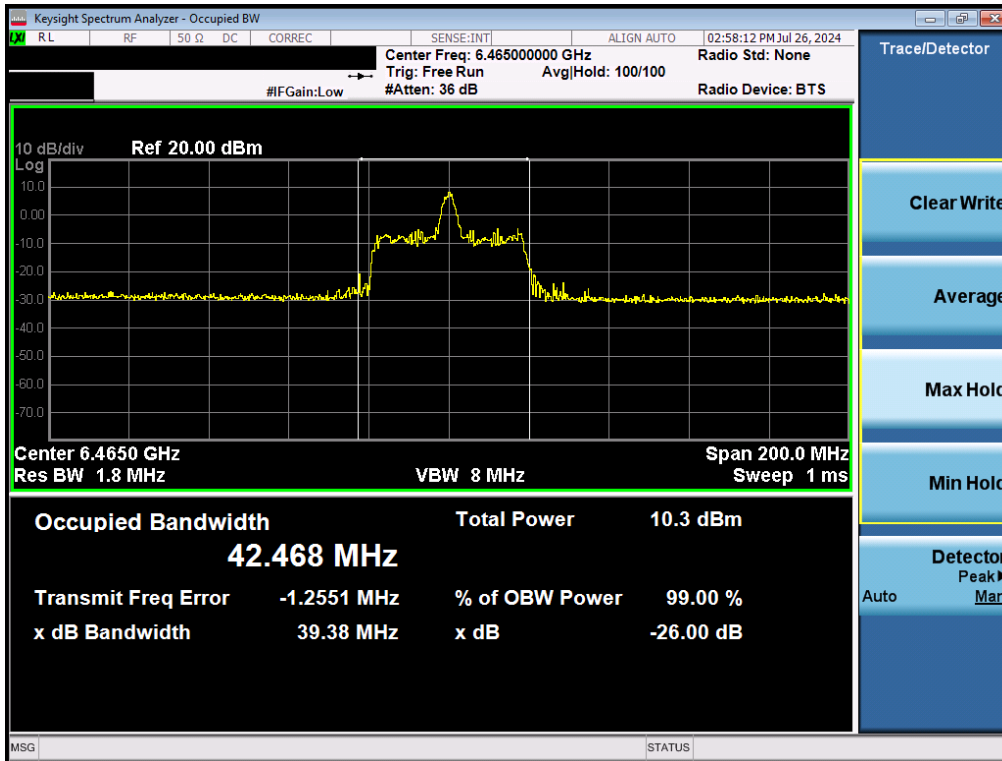 Keysight Spectrum Analyzer - Occupied BW
LXI RL RF 50 Ω DC CORREC SENSE:INT ALIGN AUTO 02:58:12 PM Jul 26, 2024
Center Freq: 6.465000000 GHz Radio Std: None
Trig: Free Run Avg|Hold: 100/100
#IFGain:Low #Atten: 36 dB Radio Device: BTS
Trace/Detector
10 dB/div Ref 20.00 dBm
Log
10.0
0.00
-10.0
-20.0
-30.0
-40.0
-50.0
-60.0
-70.0
Center 6.4650 GHz Span 200.0 MHz
Res BW 1.8 MHz VBW 8 MHz Sweep 1 ms
Occupied Bandwidth Total Power 10.3 dBm
42.468 MHz
Transmit Freq Error -1.2551 MHz % of OBW Power 99.00 %
x dB Bandwidth 39.38 MHz x dB -26.00 dB
Clear Write
Average
Max Hold
Min Hold
Detector
Peak
Auto Man
MSG STATUS